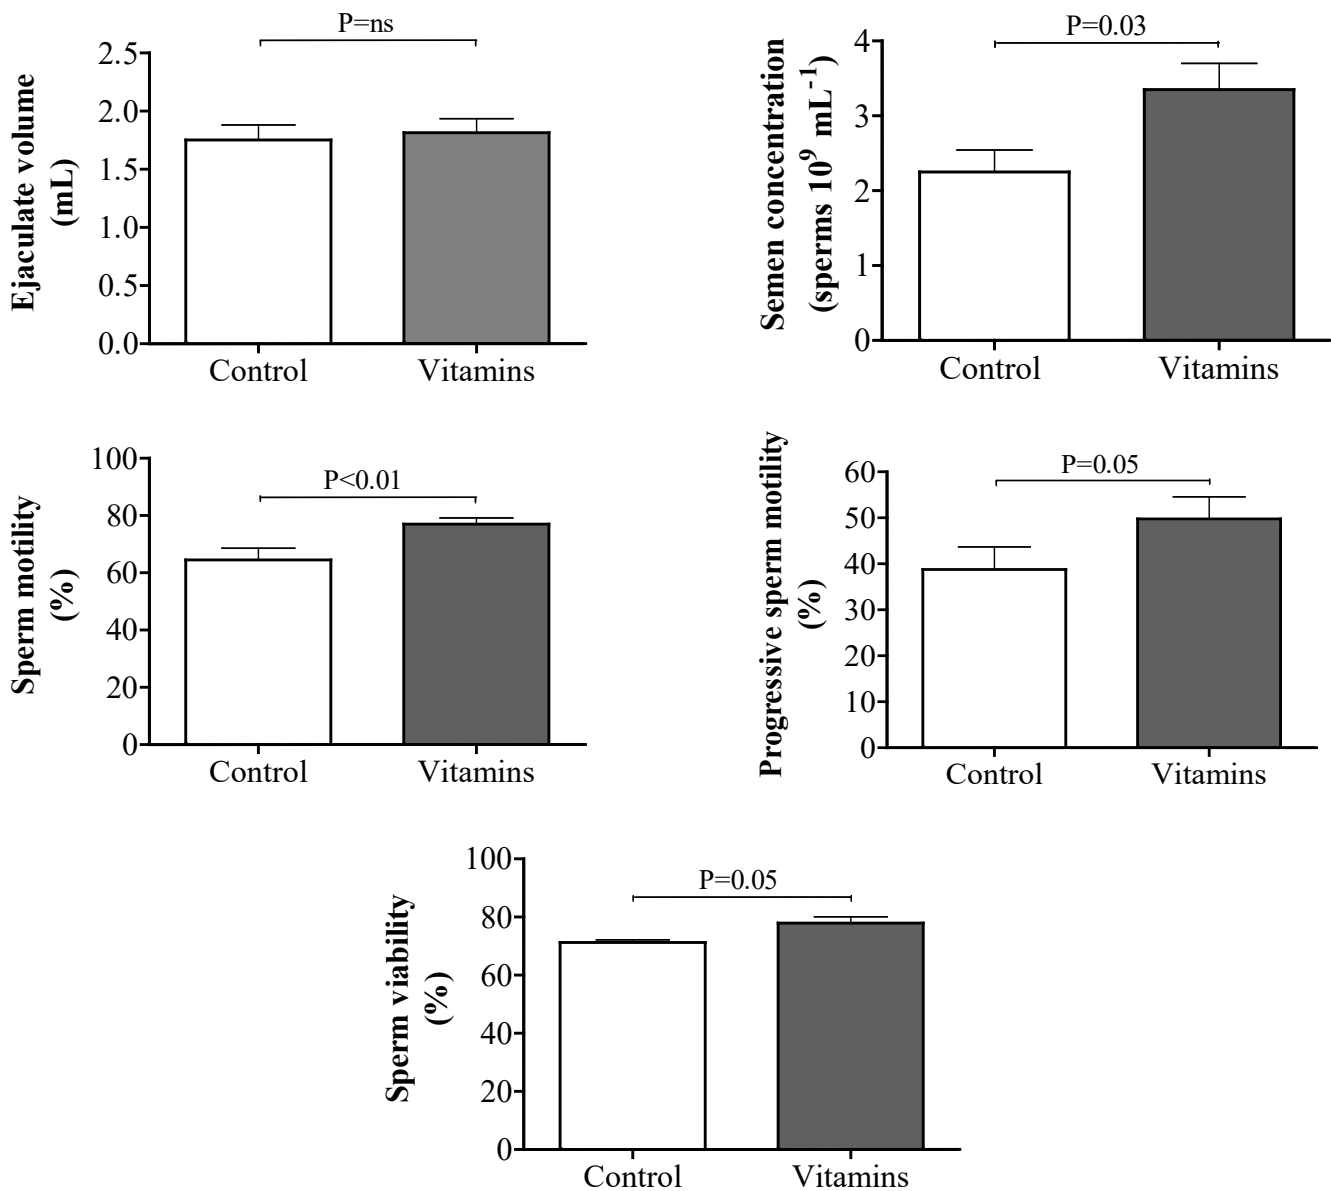 P=ns
Ejaculate volume
(mL)
2.5
2.0
1.5
1.0
0.5
0.0
Control Vitamins
P=0.03
Semen concentration
(sperms 10^9 mL^-1)
4
3
2
1
0
Control Vitamins
P<0.01
Sperm motility
(%)
100
80
60
40
20
0
Control Vitamins
P=0.05
Progressive sperm motility
(%)
60
50
40
30
20
10
0
Control Vitamins
P=0.05
Sperm viability
(%)
100
80
60
40
20
0
Control Vitamins